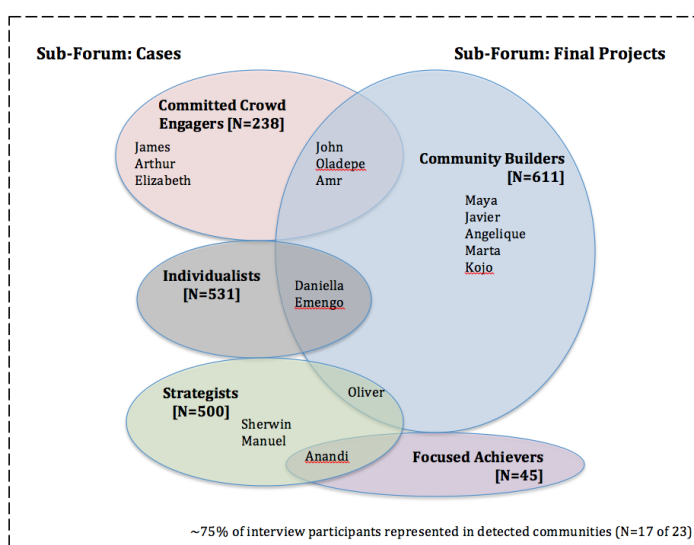 Sub-Forum: Cases
Sub-Forum: Final Projects
Committed Crowd
Engagers [N=238]
James
Arthur
Elizabeth
John
Oladepe
Amr
Community Builders
[N=611]
Maya
Javier
Angelique
Marta
Kojo
Individualists
[N=531]
Daniella
Emengo
Strategists
[N=500]
Oliver
Sherwin
Manuel
Anandi
Focused Achievers
[N=45]
~75% of interview participants represented in detected communities (N=17 of 23)